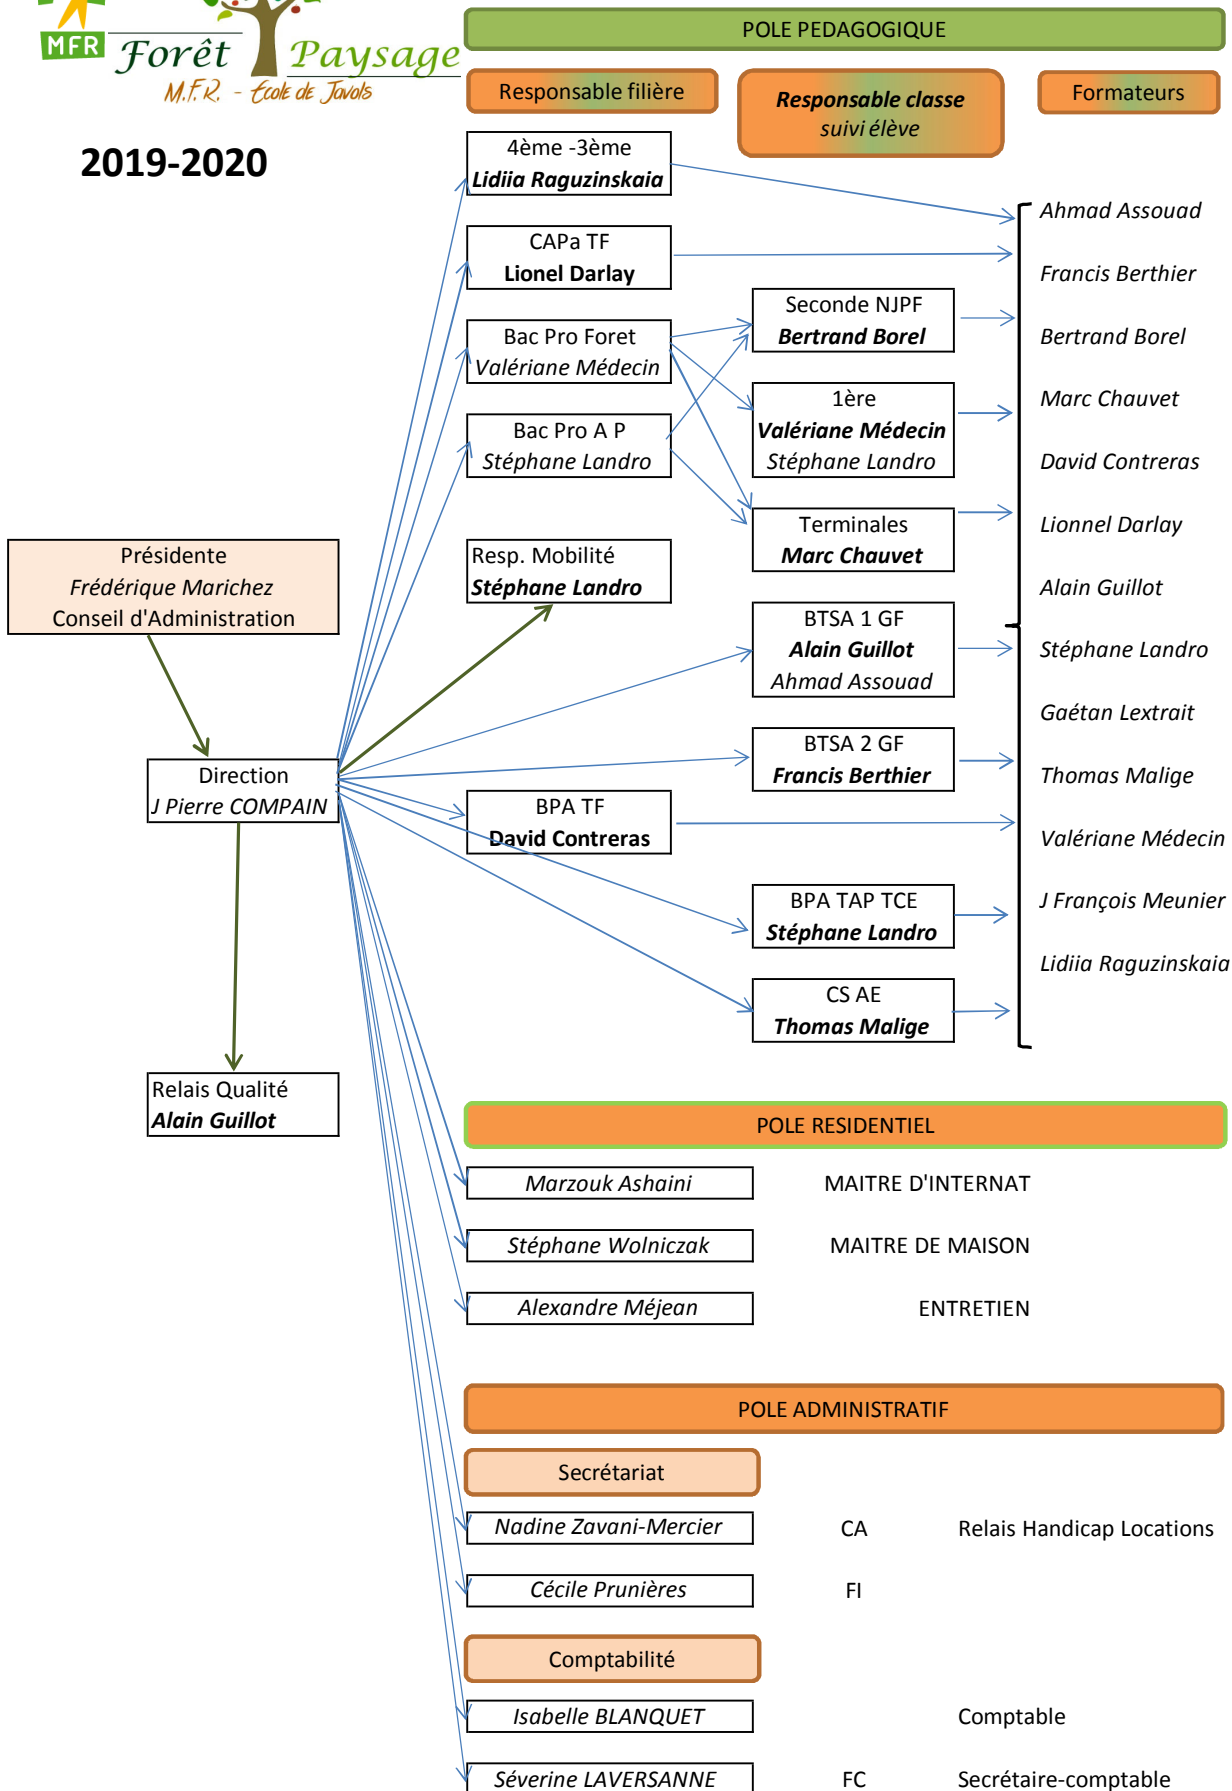 MFR
Forêt Paysage
M.F.R. - École de Javols
2019-2020
POLE PEDAGOGIQUE
Responsable filière
Responsable classe
suivi élève
Formateurs
4ème -3ème
Lidiia Raguzinskaia
CAPa TF
Lionel Darlay
Bac Pro Foret
Valériane Médecin
Bac Pro A P
Stéphane Landro
Seconde NJPF
Bertrand Borel
1ère
Valériane Médecin
Stéphane Landro
Terminales
Marc Chauvet
Resp. Mobilité
Stéphane Landro
Présidente
Frédérique Marichez
Conseil d'Administration
BTSA 1 GF
Alain Guillot
Ahmad Assouad
BTSA 2 GF
Francis Berthier
Direction
J Pierre COMPAIN
BPA TF
David Contreras
BPA TAP TCE
Stéphane Landro
CS AE
Thomas Malige
Ahmad Assouad
Francis Berthier
Bertrand Borel
Marc Chauvet
David Contreras
Lionnel Darlay
Alain Guillot
Stéphane Landro
Gaétan Lextrait
Thomas Malige
Valériane Médecin
J François Meunier
Lidiia Raguzinskaia
Relais Qualité
Alain Guillot
POLE RESIDENTIEL
Marzouk Ashaini MAITRE D'INTERNAT
Stéphane Wolniczak MAITRE DE MAISON
Alexandre Méjean ENTRETIEN
POLE ADMINISTRATIF
Secrétariat
Nadine Zavani-Mercier CA Relais Handicap Locations
Cécile Prunières FI
Comptabilité
Isabelle BLANQUET Comptable
Séverine LAVERSANNE FC Secrétaire-comptable